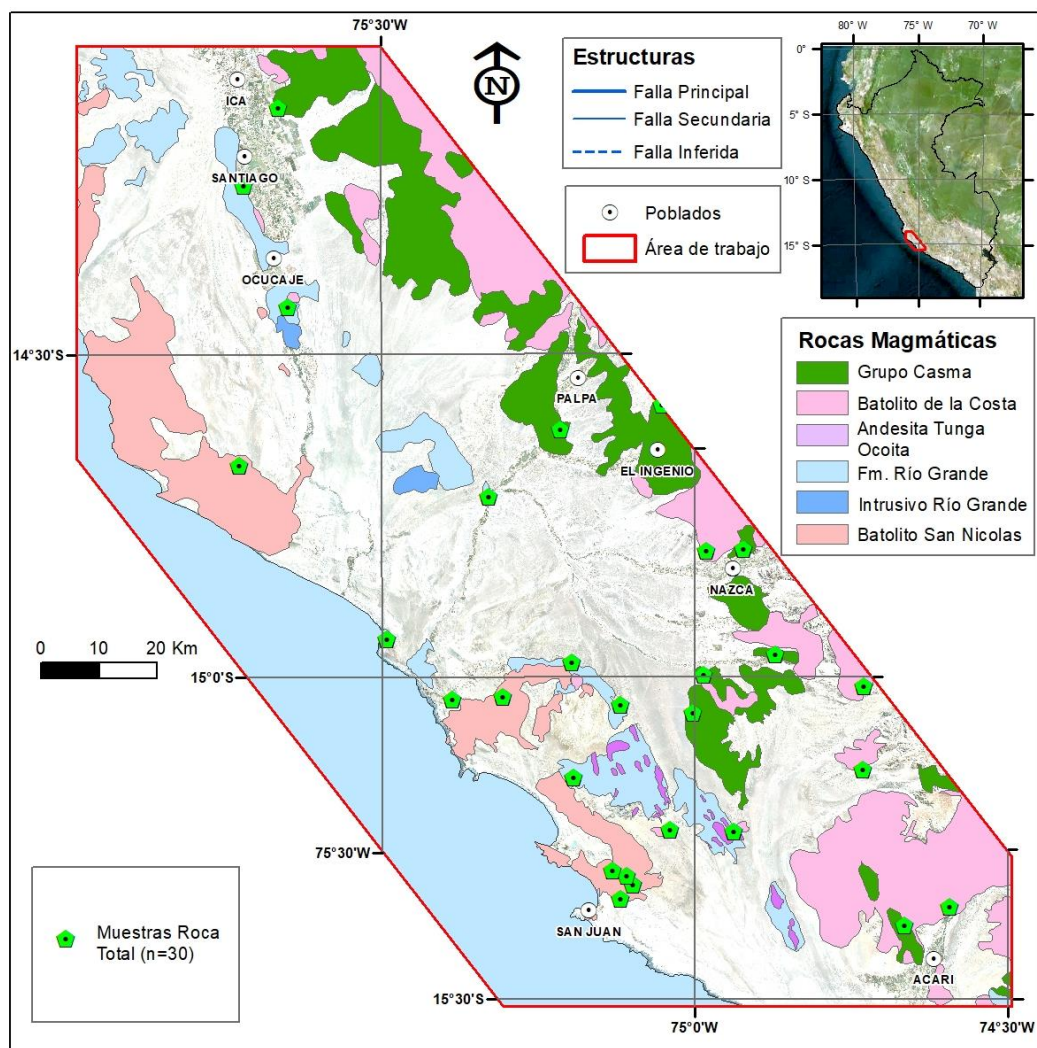 75°30'W
80° W
75°W
70°W
0°
5° S
10° S
15°S
80° W
75°W
70°W
N
Estructuras
Falla Principal
Falla Secundaria
Falla Inferida
Poblados
Área de trabajo
ICA
SANTIAGO
OCUCAJE
14°30'S
PALPA
EL INGENIO
NAZCA
Rocas Magmáticas
Grupo Casma
Batolito de la Costa
Andesita Tunga
Ocoita
Fm. Río Grande
Intrusivo Río Grande
Batolito San Nicolas
0 10 20 Km
15°0'S
75°30'W
SAN JUAN
ACARI
Muestras Roca
Total (n=30)
15°30'S
75°0'W
74°30'W